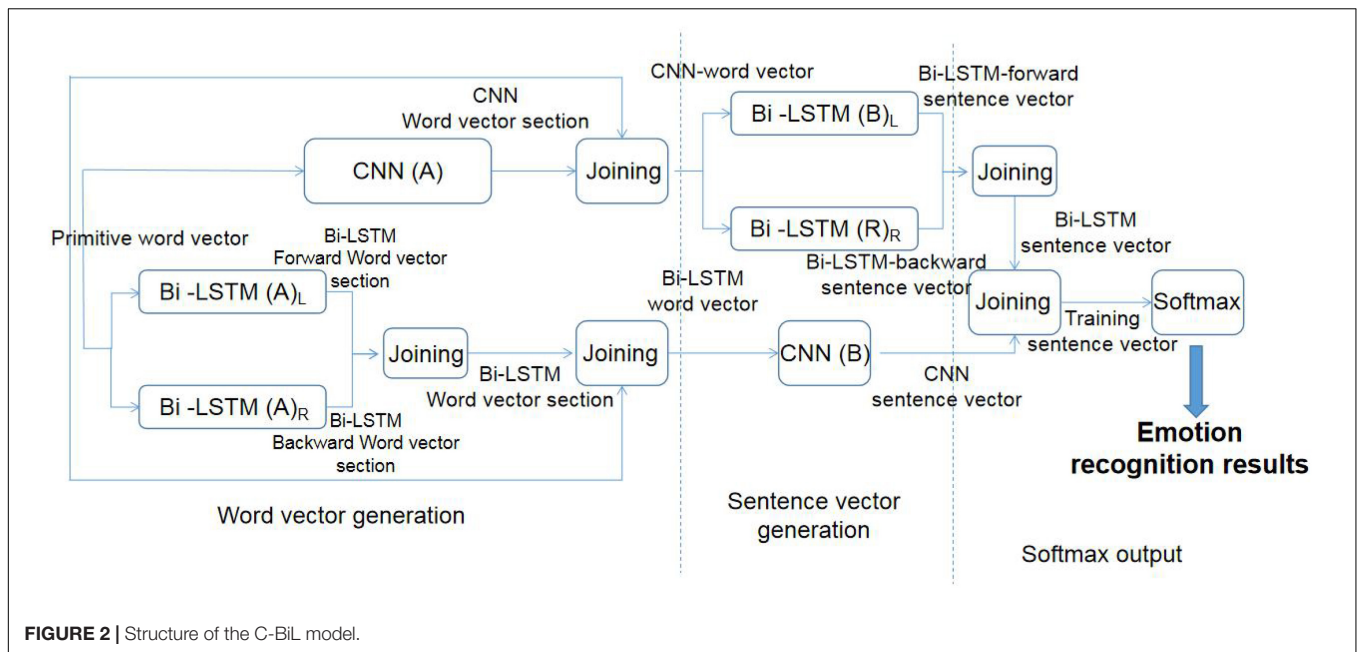 CNN-word vector
Bi-LSTM-forward
sentence vector
CNN
Word vector section
Bi -LSTM (B)L
CNN (A)
Joining
Joining
Primitive word vector
Bi-LSTM
Forward Word vector
section
Bi -LSTM (R)R
Bi-LSTM
sentence vector
Bi-LSTM-backward
sentence vector
Bi -LSTM (A)L
Bi-LSTM
word vector
Joining
Softmax
Training
sentence vector
Joining
Joining
CNN (B)
Bi-LSTM
Word vector section
CNN
sentence vector
Bi -LSTM (A)R
Bi-LSTM
Backward Word vector
section
Emotion
recognition results
Word vector generation
Sentence vector
generation
Softmax output
FIGURE 2 | Structure of the C-BiL model.